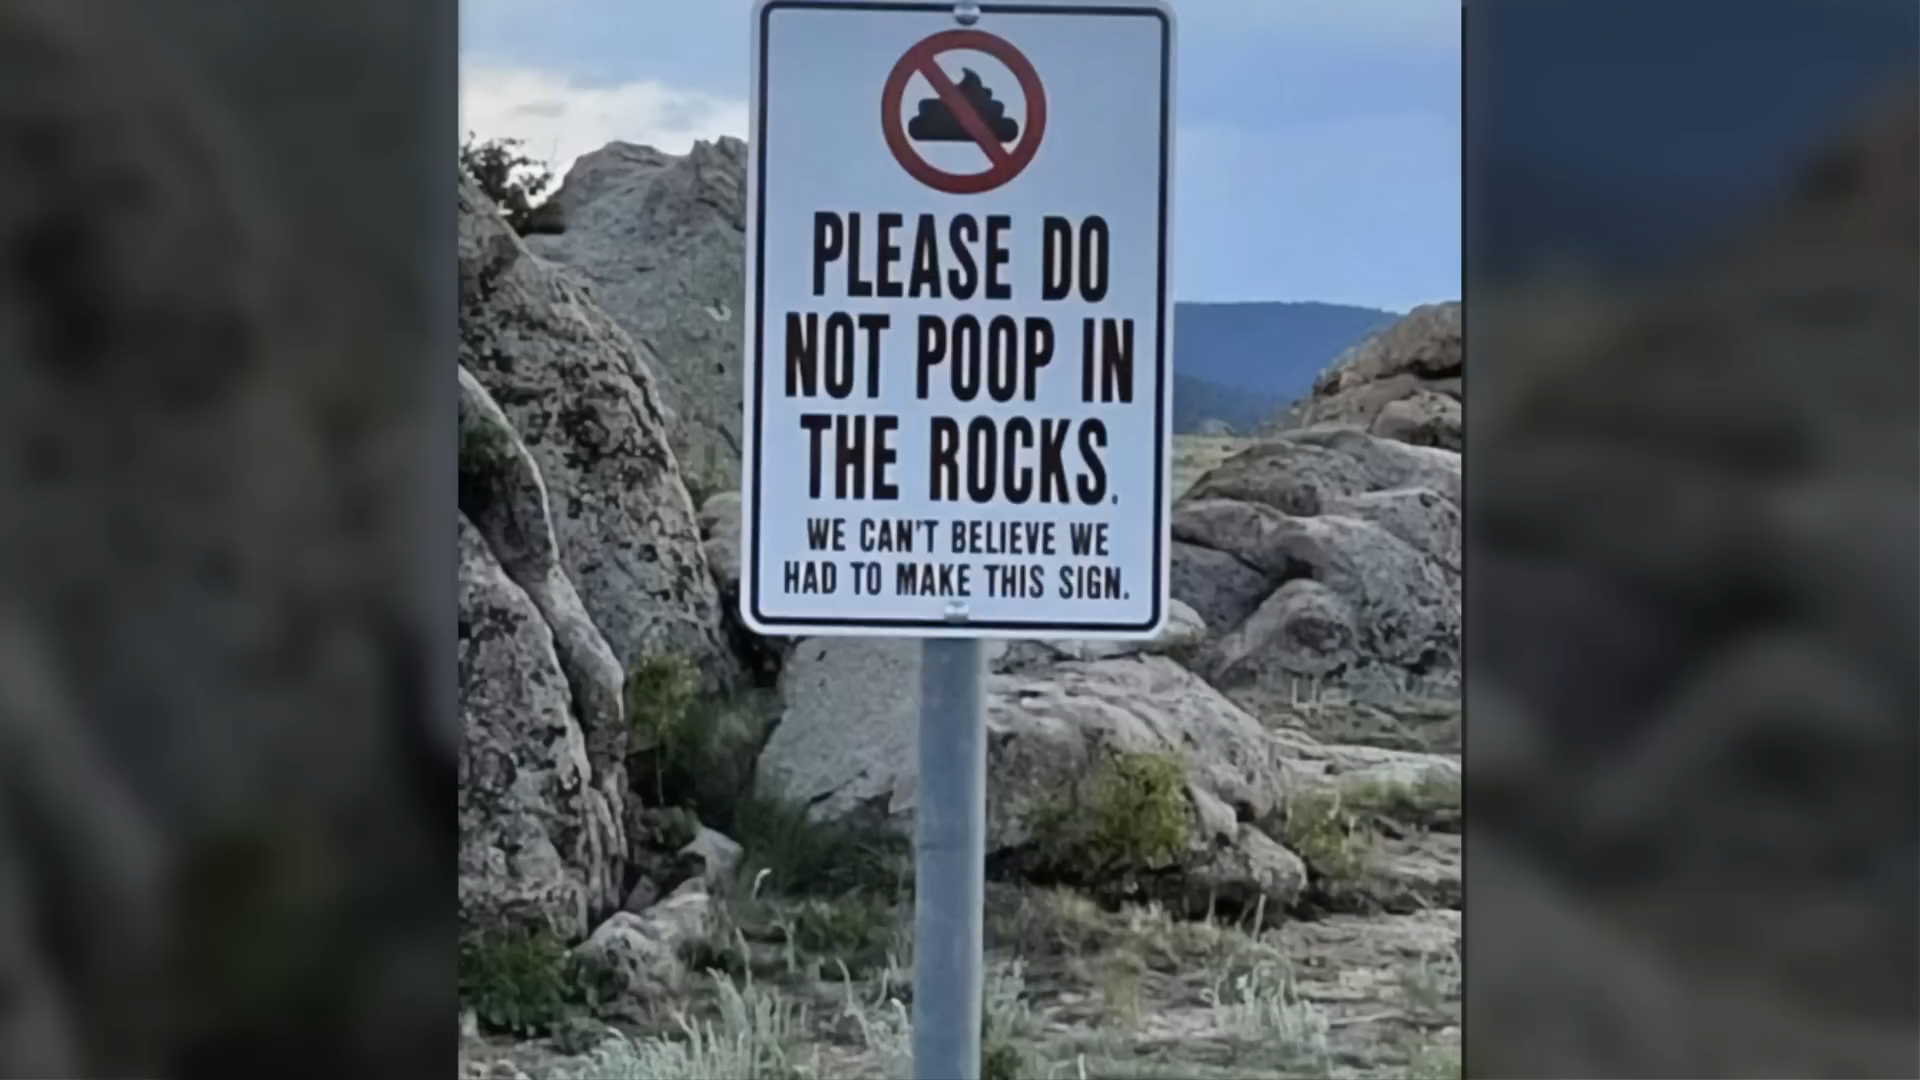 PLEASE DO
NOT POOP IN
THE ROCKS.
WE CAN'T BELIEVE WE
HAD TO MAKE THIS SIGN.